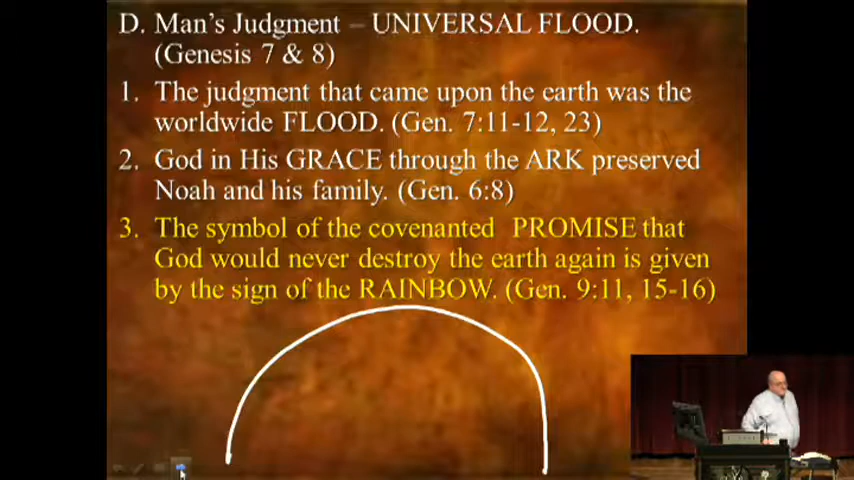 D. Man's Judgment – UNIVERSAL FLOOD.
(Genesis 7 & 8)
1. The judgment that came upon the earth was the
worldwide FLOOD. (Gen. 7:11-12, 23)
2. God in His GRACE through the ARK preserved
Noah and his family. (Gen. 6:8)
3. The symbol of the covenanted PROMISE that
God would never destroy the earth again is given
by the sign of the RAINBOW. (Gen. 9:11, 15-16)